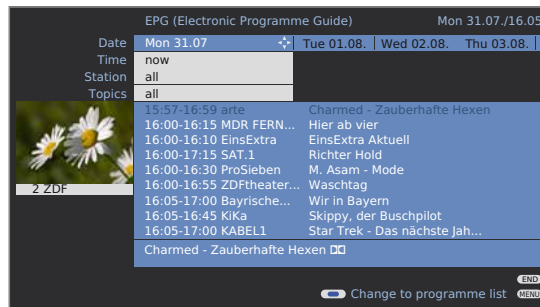 EPG (Electronic Programme Guide) Mon 31.07./16:05
Date Mon 31.07 Tue 01.08. Wed 02.08. Thu 03.08.
Time now
Station all
Topics all
15:57-16:59 arte Charmed - Zauberhafte Hexen
16:00-16:15 MDR FERN... Hier ab vier
16:00-16:10 EinsExtra EinsExtra Aktuell
16:00-17:15 SAT.1 Richter Hold
16:00-16:30 ProSieben M. Asam - Mode
16:00-16:55 ZDFtheater... Waschtag
2 ZDF
16:05-17:00 Bayrische... Wir in Bayern
16:05-16:45 KiKa Skippy, der Buschpilot
16:05-17:00 KABEL1 Star Trek - Das nächste Jah...
Charmed - Zauberhafte Hexen
END
Change to programme list MENU